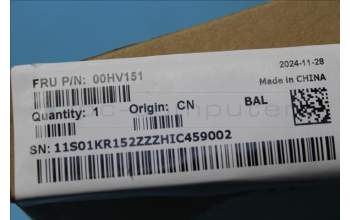 2024-11-28
FRU P/N: 00HV151
Made in CHINA
Quantity: 1 Origin: CN BAL
SN: 11S01KR152ZZZHIC459002